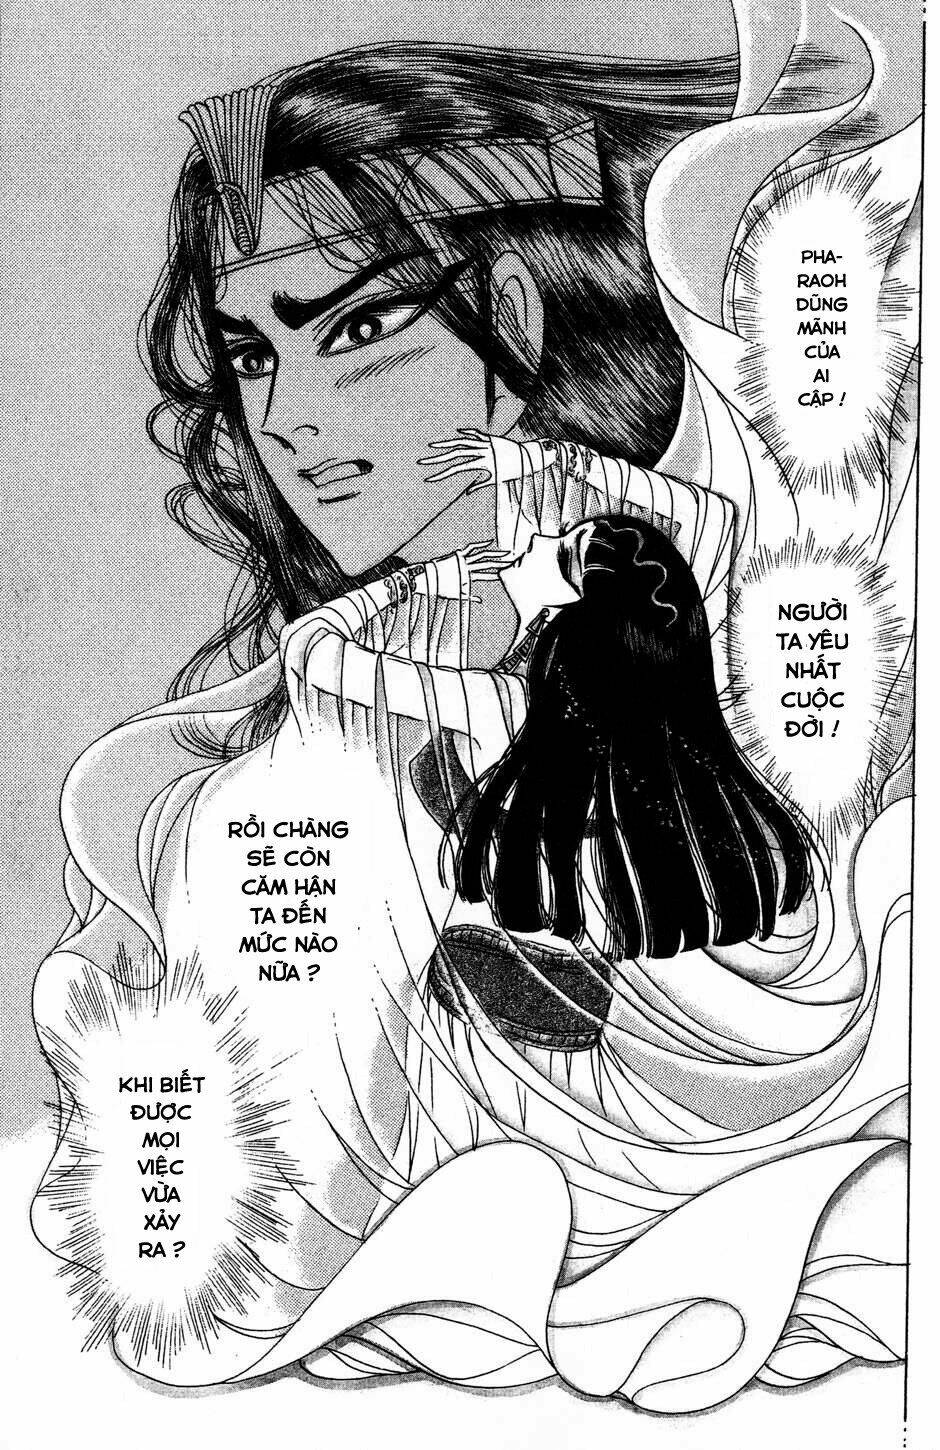 PHA-
RAOH
DŨNG
MÃNH
CỦA
AI
CẬP !
NGƯỜI
TA YÊU
NHẤT
CUỘC
ĐỜI !
RỒI CHÀNG
SẼ CÒN
CĂM HẬN
TA ĐẾN
MỨC NÀO
NỮA ?
KHI BIẾT
ĐƯỢC
MỌI
VIỆC
VỪA
XẢY
RA ?